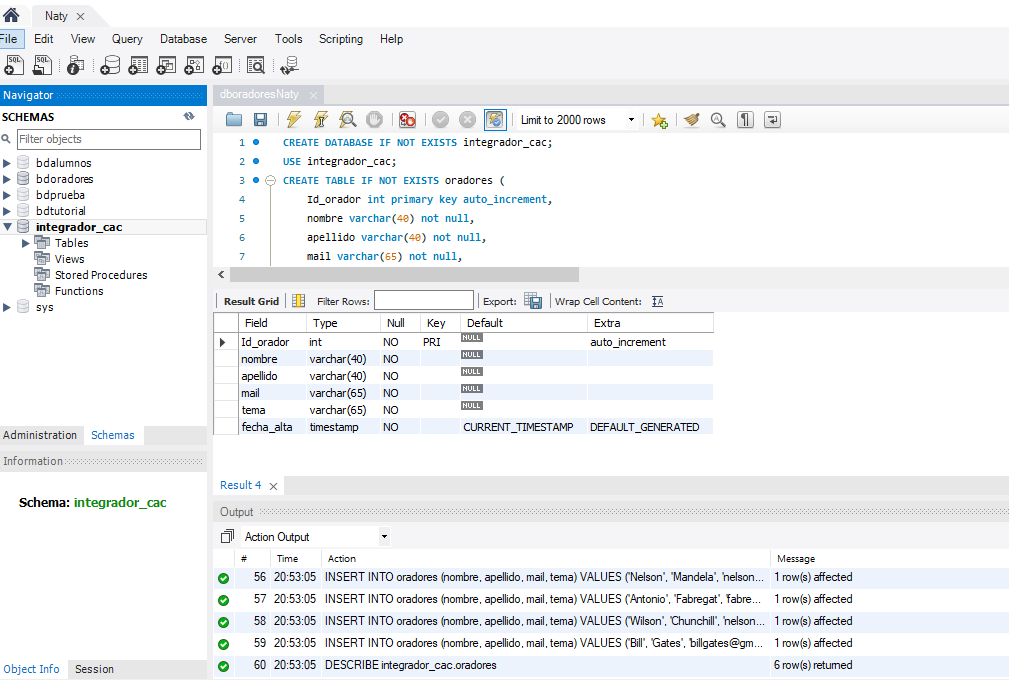 Naty
File Edit View Query Database Server Tools Scripting Help
Navigator
SCHEMAS
Filter objects
bdalumnos
bdoradores
bdprueba
bdtutorial
integrador_cac
Tables
Views
Stored Procedures
Functions
sys
Administration Schemas
Information
Schema: integrador_cac
Object Info Session
dboradoresNaty
Limit to 2000 rows
1 CREATE DATABASE IF NOT EXISTS integrador_cac;
2 USE integrador_cac;
3 CREATE TABLE IF NOT EXISTS oradores (
4 Id_orador int primary key auto_increment,
5 nombre varchar(40) not null,
6 apellido varchar(40) not null,
7 mail varchar(65) not null,
Result Grid Filter Rows: Export: Wrap Cell Content:
Field Type Null Key Default Extra
Id_orador int NO PRI NULL auto_increment
nombre varchar(40) NO NULL
apellido varchar(40) NO NULL
mail varchar(65) NO NULL
tema varchar(65) NO NULL
fecha_alta timestamp NO CURRENT_TIMESTAMP DEFAULT_GENERATED
Result 4
Output
Action Output
# Time Action Message
56 20:53:05 INSERT INTO oradores (nombre, apellido, mail, tema) VALUES ('Nelson', 'Mandela', 'nelson... 1 row(s) affected
57 20:53:05 INSERT INTO oradores (nombre, apellido, mail, tema) VALUES ('Antonio', 'Fabregat', 'fabre... 1 row(s) affected
58 20:53:05 INSERT INTO oradores (nombre, apellido, mail, tema) VALUES ('Wilson', 'Chunchill', 'nelson... 1 row(s) affected
59 20:53:05 INSERT INTO oradores (nombre, apellido, mail, tema) VALUES ('Bill', 'Gates', 'billgates@gm... 1 row(s) affected
60 20:53:05 DESCRIBE integrador_cac.oradores 6 row(s) returned